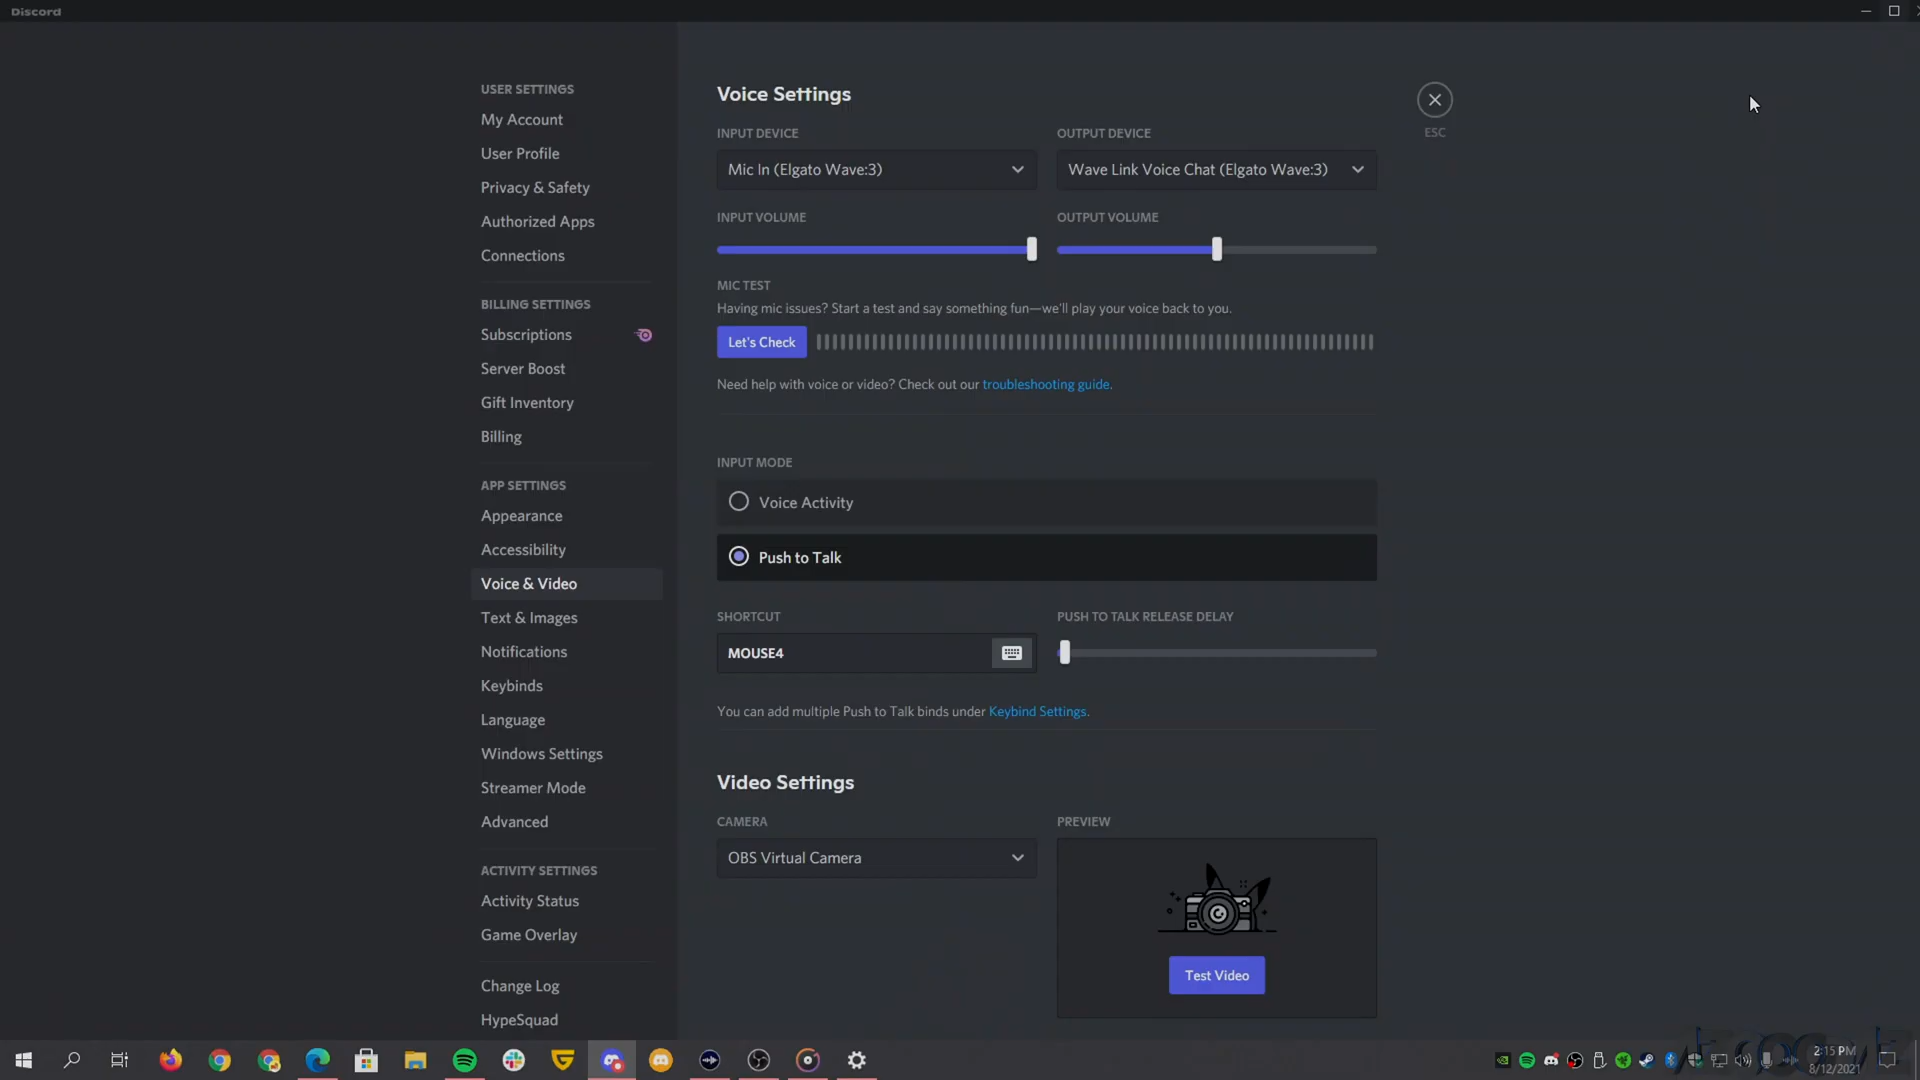 Discord
USER SETTINGS
My Account
User Profile
Privacy & Safety
Authorized Apps
Connections
BILLING SETTINGS
Subscriptions
Server Boost
Gift Inventory
Billing
APP SETTINGS
Appearance
Accessibility
Voice & Video
Text & Images
Notifications
Keybinds
Language
Windows Settings
Streamer Mode
Advanced
ACTIVITY SETTINGS
Activity Status
Game Overlay
Change Log
HypeSquad
Voice Settings
ESC
INPUT DEVICE
OUTPUT DEVICE
Mic In (Elgato Wave:3)
Wave Link Voice Chat (Elgato Wave:3)
INPUT VOLUME
OUTPUT VOLUME
MIC TEST
Having mic issues? Start a test and say something fun—we'll play your voice back to you.
Let's Check
Need help with voice or video? Check out our troubleshooting guide.
INPUT MODE
Voice Activity
Push to Talk
SHORTCUT
PUSH TO TALK RELEASE DELAY
MOUSE4
You can add multiple Push to Talk binds under Keybind Settings.
Video Settings
CAMERA
PREVIEW
OBS Virtual Camera
Test Video
2:15 PM
8/12/2021